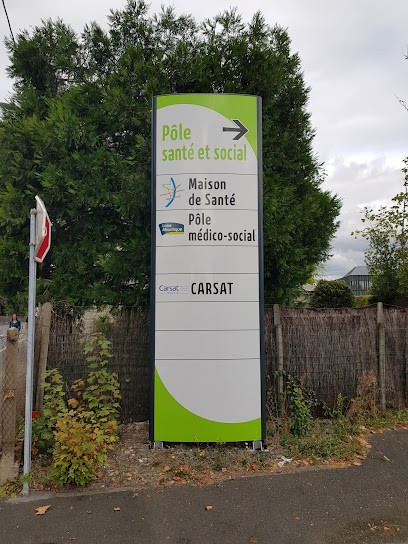 Pôle
santé et social
Maison
de Santé
Pôle
médico-social
Carsat
CARSAT